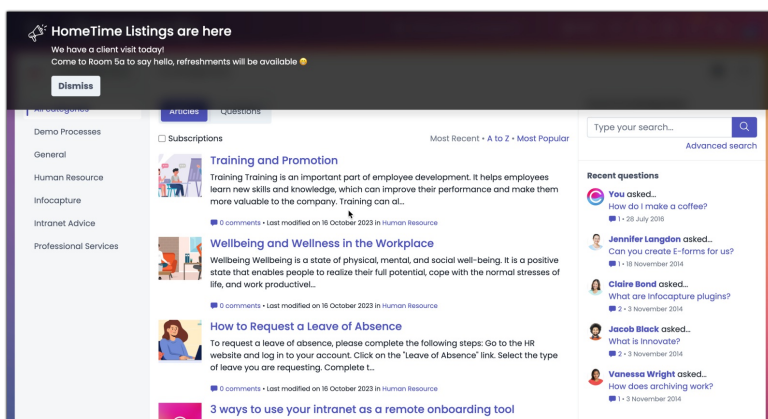 HomeTime Listings are here
We have a client visit today!
Come to Room 5a to say hello, refreshments will be available
Dismiss
All categories
Demo Processes
General
Human Resource
Infocapture
Intranet Advice
Professional Services
Articles
Questions
Subscriptions
Most Recent • A to Z • Most Popular
Training and Promotion
Training Training is an important part of employee development. It helps employees
learn new skills and knowledge, which can improve their performance and make them
more valuable to the company. Training can al...
0 comments • Last modified on 16 October 2023 in Human Resource
Wellbeing and Wellness in the Workplace
Wellbeing Wellbeing is a state of physical, mental, and social well-being. It is a positive
state that enables people to realize their full potential, cope with the normal stresses of
life, and work productivel...
0 comments • Last modified on 16 October 2023 in Human Resource
How to Request a Leave of Absence
To request a leave of absence, please complete the following steps: Go to the HR
website and log in to your account. Click on the "Leave of Absence" link. Select the type
of leave you are requesting. Complete t...
0 comments • Last modified on 16 October 2023 in Human Resource
3 ways to use your intranet as a remote onboarding tool
Type your search...
Advanced search
Recent questions
You asked...
How do I make a coffee?
1 • 28 July 2016
Jennifer Langdon asked...
Can you create E-forms for us?
1 • 18 November 2014
Claire Bond asked...
What are Infocapture plugins?
2 • 3 November 2014
Jacob Black asked...
What is Innovate?
2 • 3 November 2014
Vanessa Wright asked...
How does archiving work?
1 • 3 November 2014